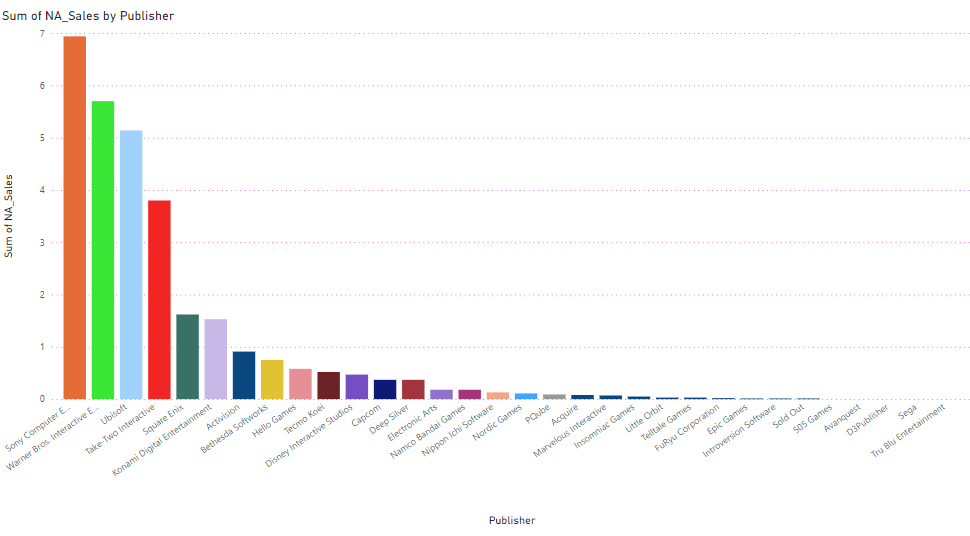 Sum of NA_Sales by Publisher
7
6
5
4
3
2
1
0
Sum of NA_Sales
Sony Computer E...
Warner Bros. Interactive E...
Ubisoft
Take-Two Interactive
Square Enix
Konami Digital Entertainment
Activision
Bethesda Softworks
Hello Games
Tecmo Koei
Disney Interactive Studios
Capcom
Deep Silver
Electronic Arts
Namco Bandai Games
Nippon Ichi Software
Nordic Games
PQube
Acquire
Marvelous Interactive
Insomniac Games
Little Orbit
Telltale Games
FuRyu Corporation
Epic Games
Introversion Software
Sold Out
505 Games
Avanquest
D3Publisher
Sega
Tru Blu Entertainment
Publisher